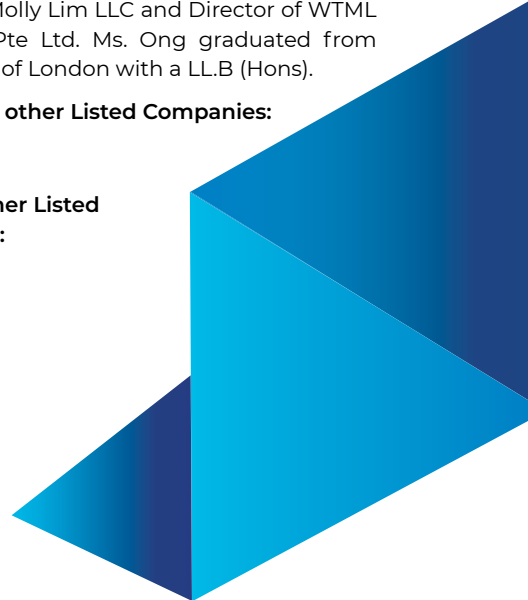 Molly Lim LLC and Director of WTML
Pte Ltd. Ms. Ong graduated from
of London with a LL.B (Hons).
other Listed Companies:
Listed
: